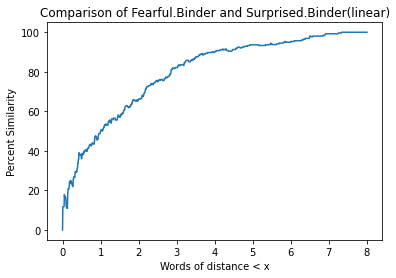 Comparison of Fearful.Binder and Surprised.Binder(linear)
100
80
60
40
20
0
Percent Similarity
0 1 2 3 4 5 6 7 8
Words of distance < x